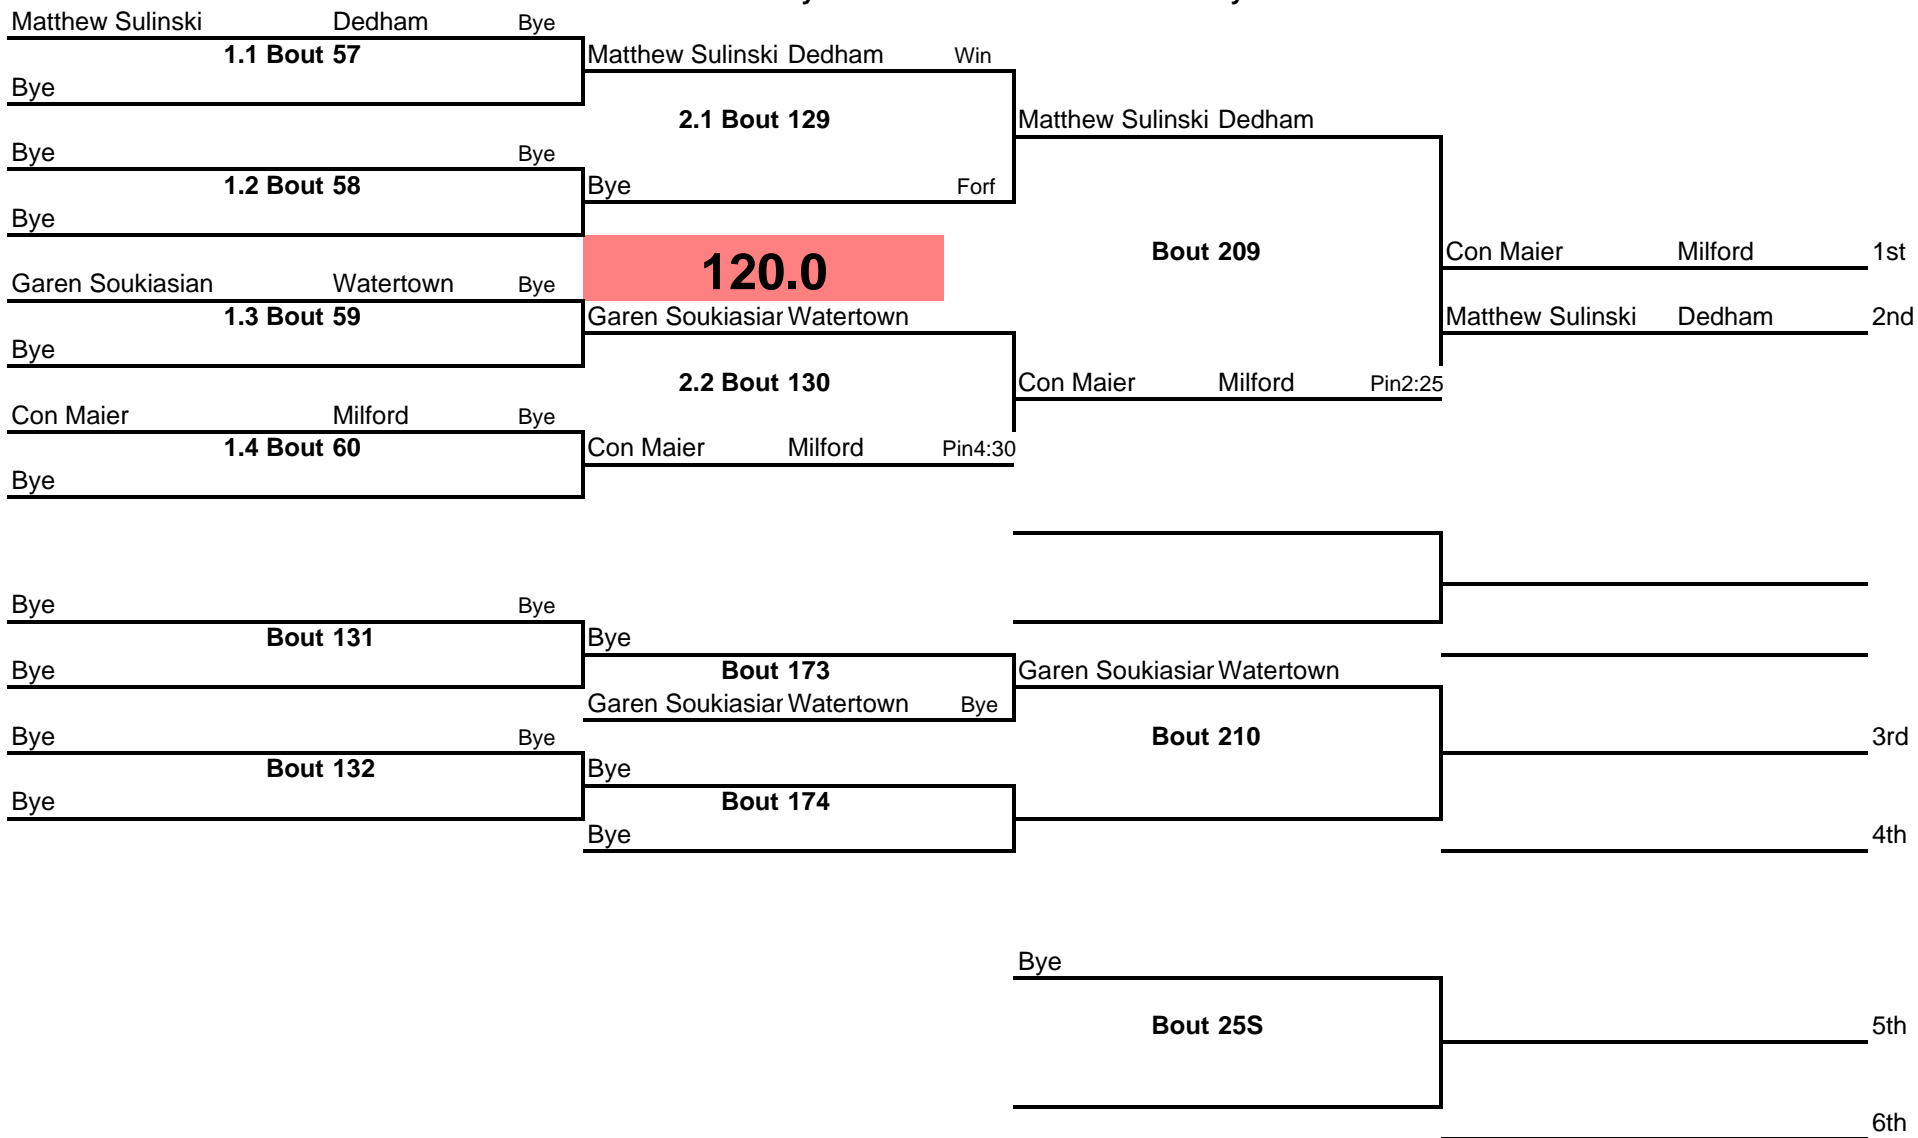 Matthew Sulinski Dedham Bye
1.1 Bout 57
Matthew Sulinski Dedham Win
Bye
2.1 Bout 129
Matthew Sulinski Dedham
Bye Bye
1.2 Bout 58
Bye Forf
Bye
120.0
Bout 209
Con Maier Milford 1st
Garen Soukiasian Watertown Bye
1.3 Bout 59
Garen Soukiasiar Watertown
Matthew Sulinski Dedham 2nd
Bye
2.2 Bout 130
Con Maier Milford Pin2:25
Con Maier Milford Bye
1.4 Bout 60
Con Maier Milford Pin4:30
Bye
Bye Bye
Bout 131
Bye
Bye
Bout 173
Garen Soukiasiar Watertown
Garen Soukiasiar Watertown Bye
Bye Bye
Bout 210
3rd
Bout 132
Bye
Bye
Bout 174
Bye
4th
Bye
Bout 25S
5th
6th